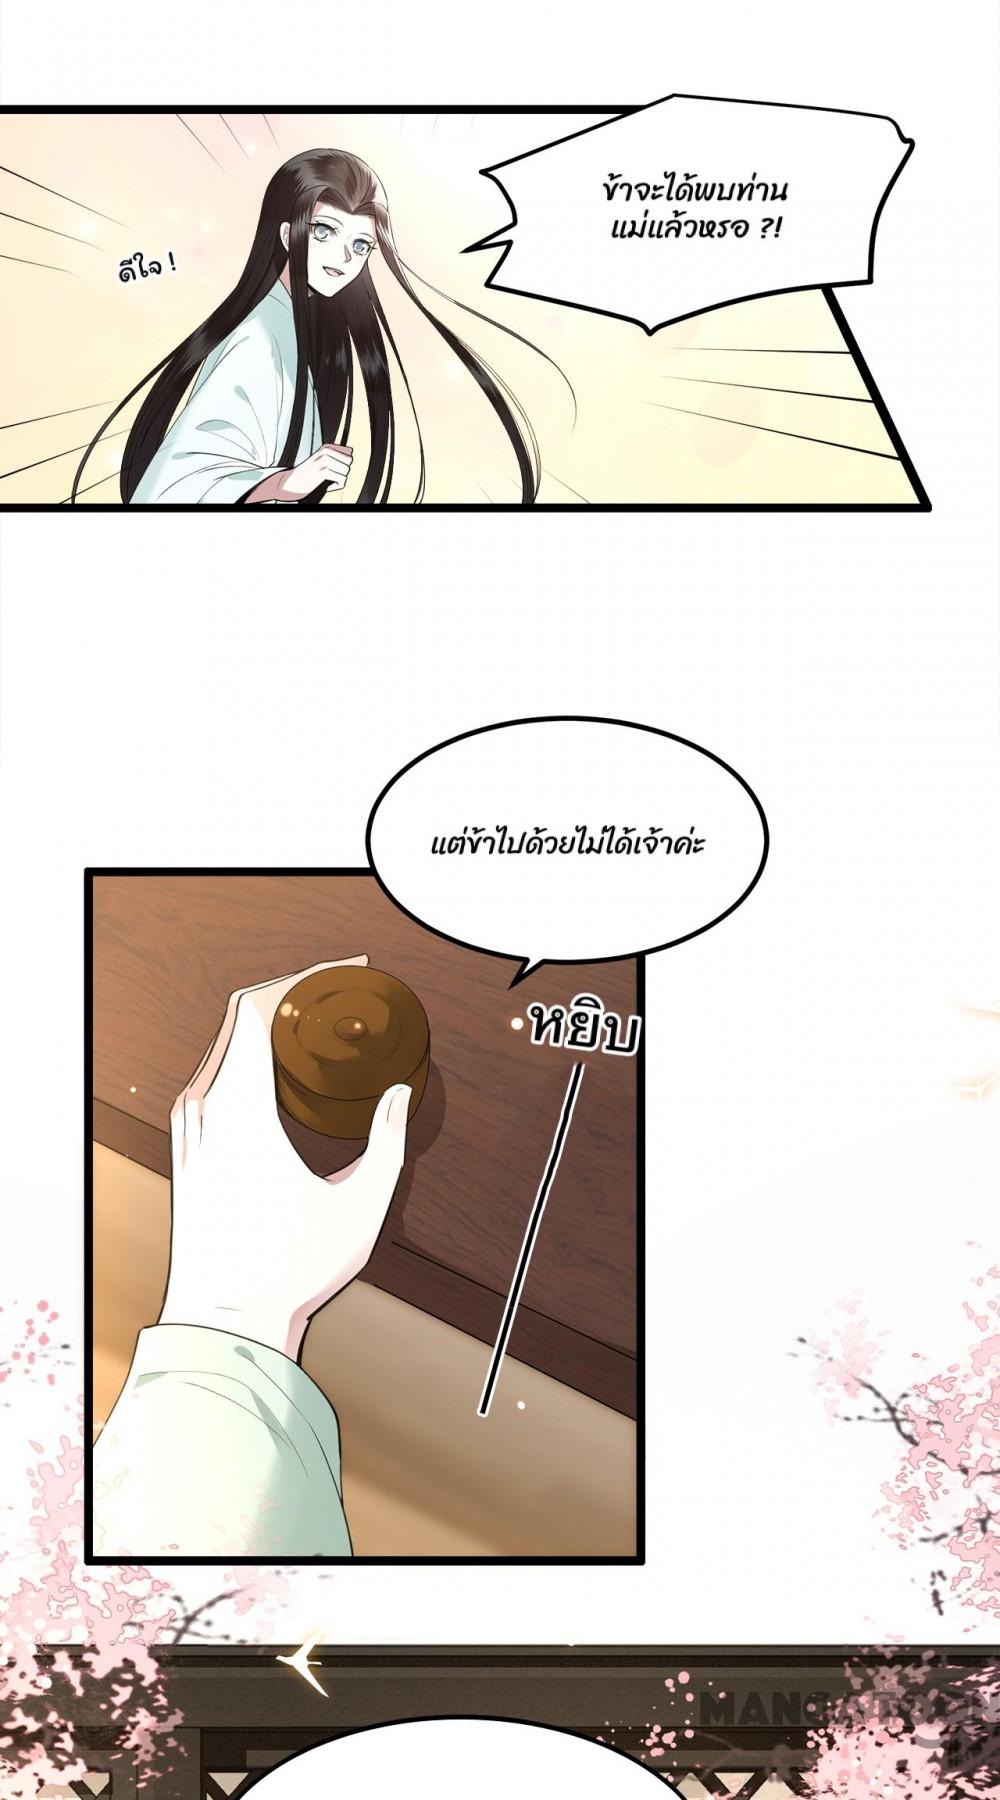 ข้าจะได้พบท่าน
แม่แล้วหรอ ?!
ดีใจ !
แต่ข้าไปด้วยไม่ได้เจ้าค่ะ
หยิบ
MANGATOON